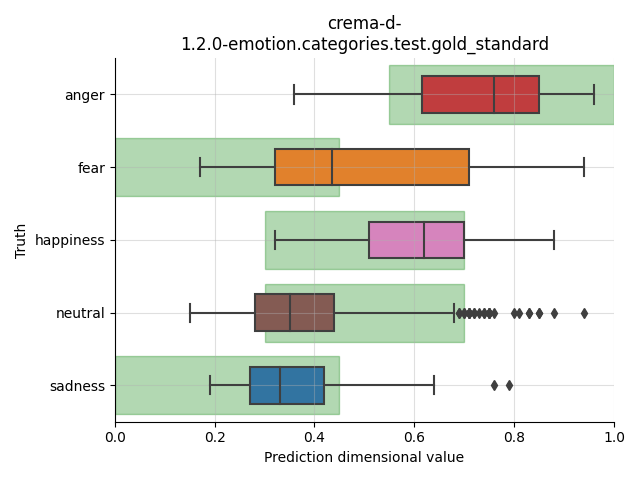 crema-d-
1.2.0-emotion.categories.test.gold_standard
Truth
anger
fear
happiness
neutral
sadness
0.0 0.2 0.4 0.6 0.8 1.0
Prediction dimensional value